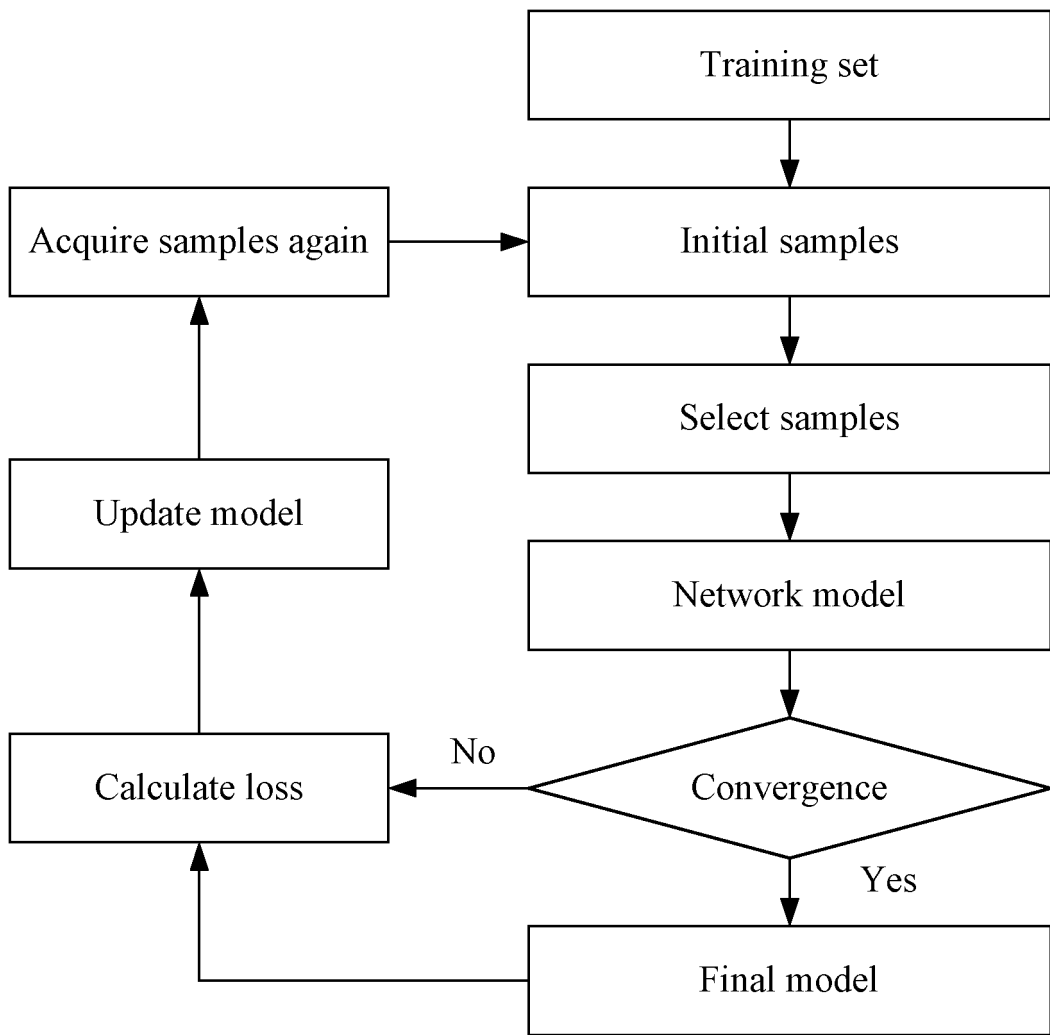 Training set
Acquire samples again
Initial samples
Select samples
Update model
Network model
No
Calculate loss
Convergence
Yes
Final model